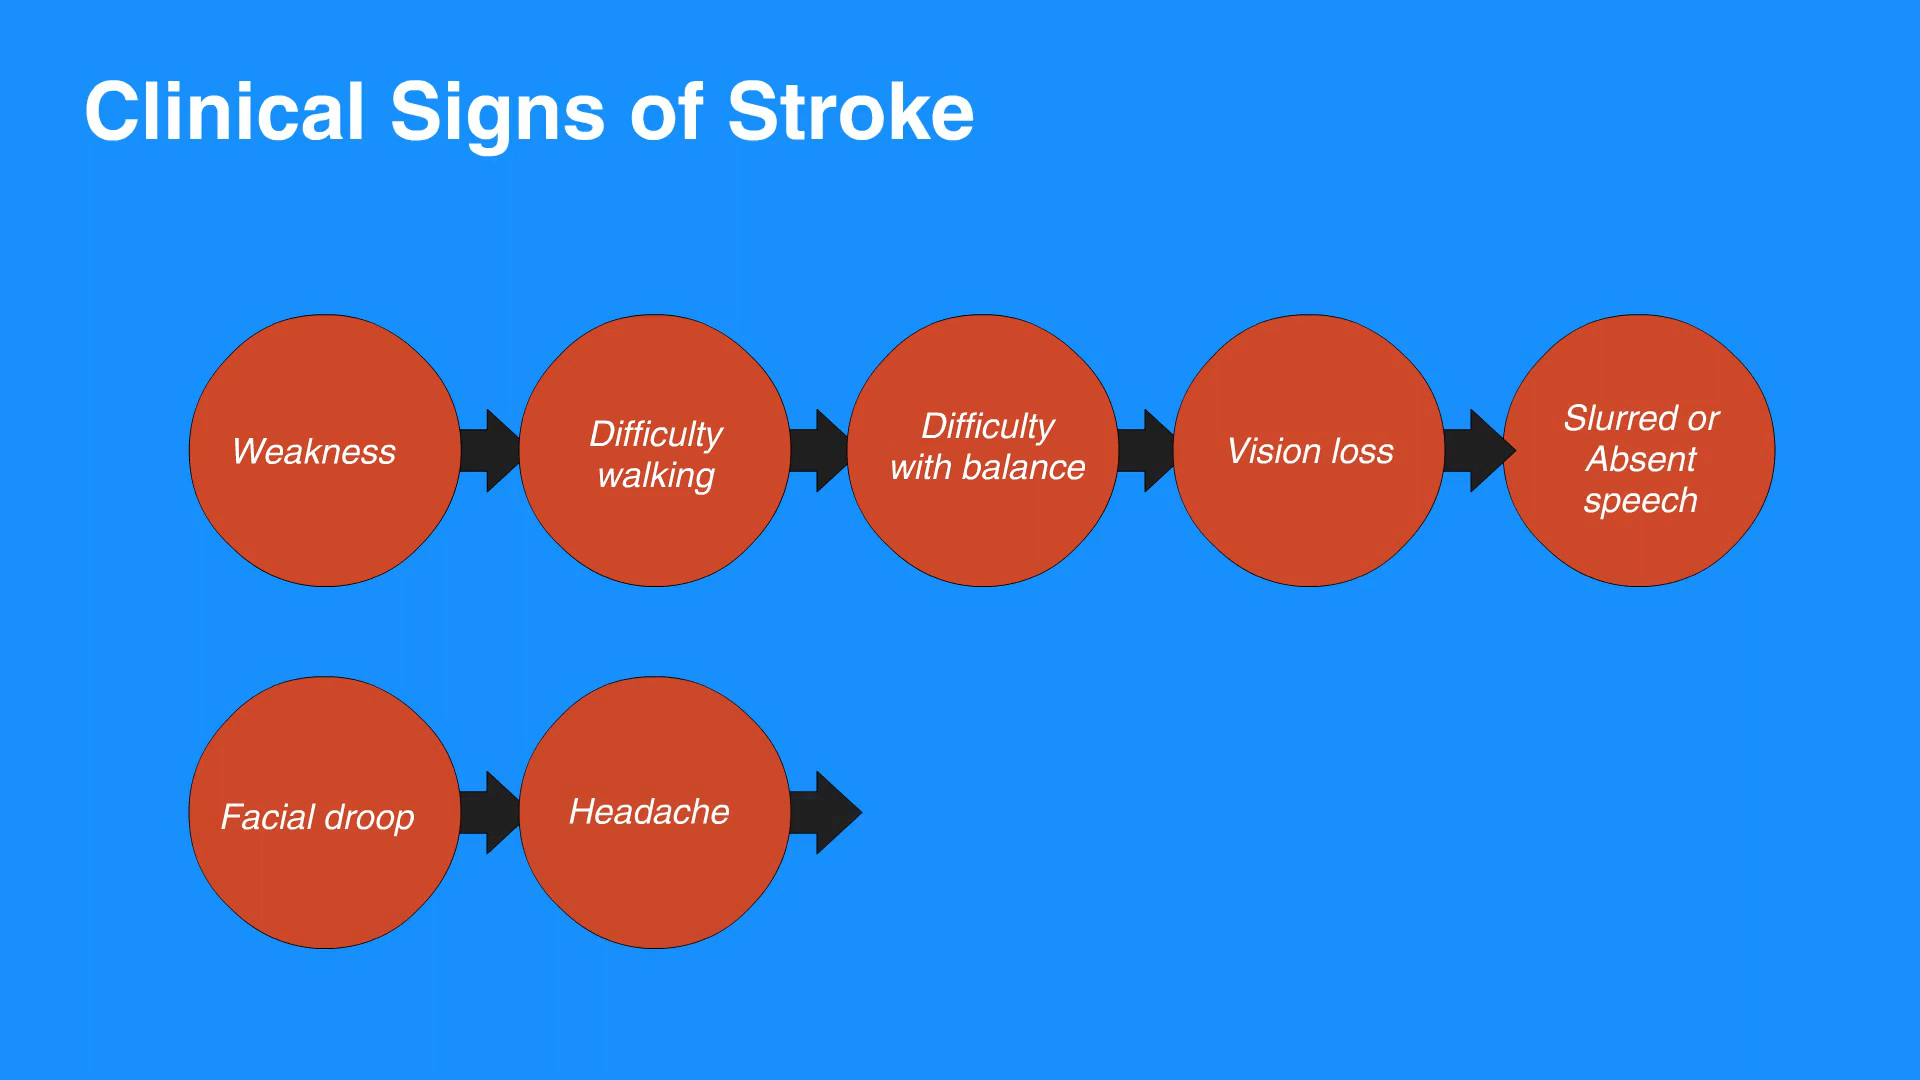 Clinical Signs of Stroke
Weakness
Difficulty
walking
Difficulty
with balance
Vision loss
Slurred or
Absent
speech
Facial droop
Headache